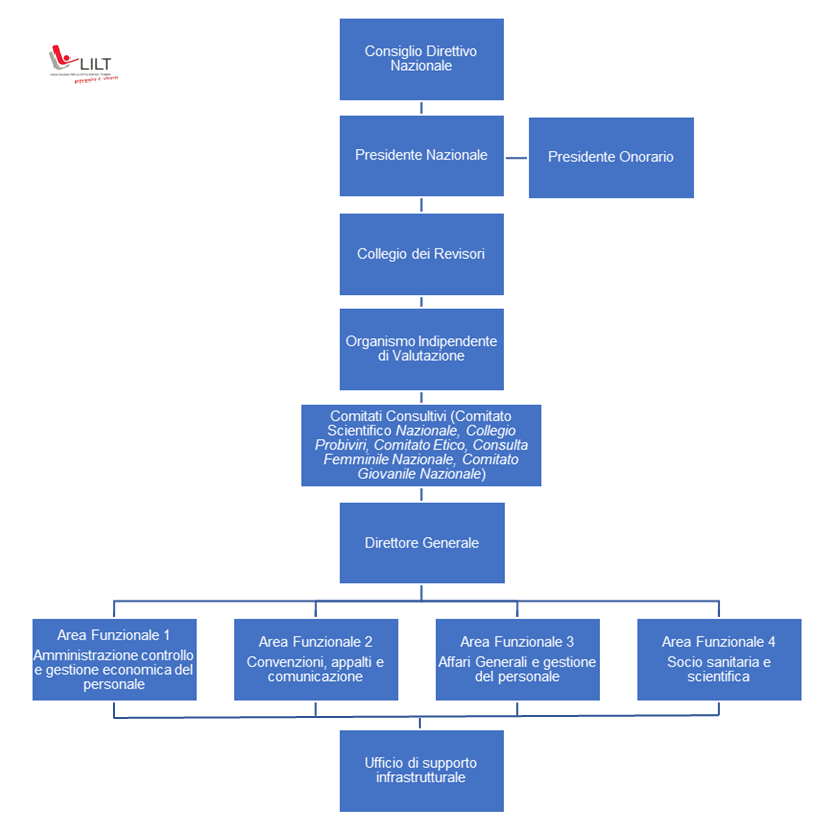 LILT
prevenire è vivere
Consiglio Direttivo
Nazionale
Presidente Nazionale
Presidente Onorario
Collegio dei Revisori
Organismo Indipendente
di Valutazione
Comitati Consultivi (Comitato
Scientifico Nazionale, Collegio
Probiviri, Comitato Etico, Consulta
Femminile Nazionale, Comitato
Giovanile Nazionale)
Direttore Generale
Area Funzionale 1
Amministrazione controllo
e gestione economica del
personale
Area Funzionale 2
Convenzioni, appalti e
comunicazione
Area Funzionale 3
Affari Generali e gestione
del personale
Area Funzionale 4
Socio sanitaria e
scientifica
Ufficio di supporto
infrastrutturale